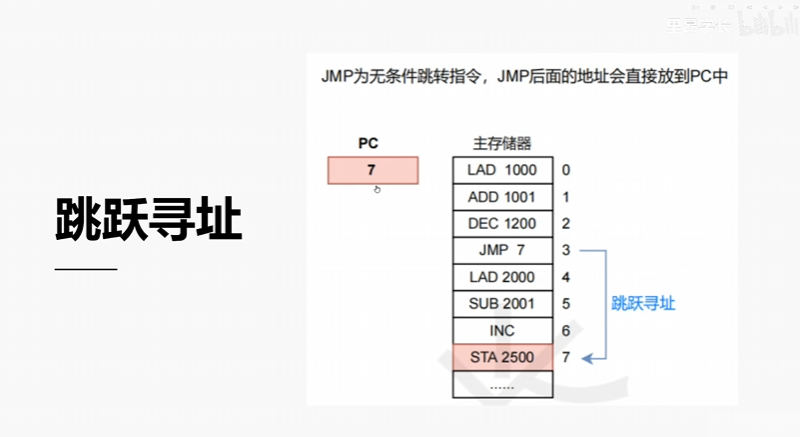 JMP为无条件跳转指令，JMP后面的地址会直接放到PC中
PC
主存储器
7
LAD 1000 0
ADD 1001 1
DEC 1200 2
JMP 7 3
LAD 2000 4
SUB 2001 5
INC 6
STA 2500 7
......
跳跃寻址
跳跃寻址